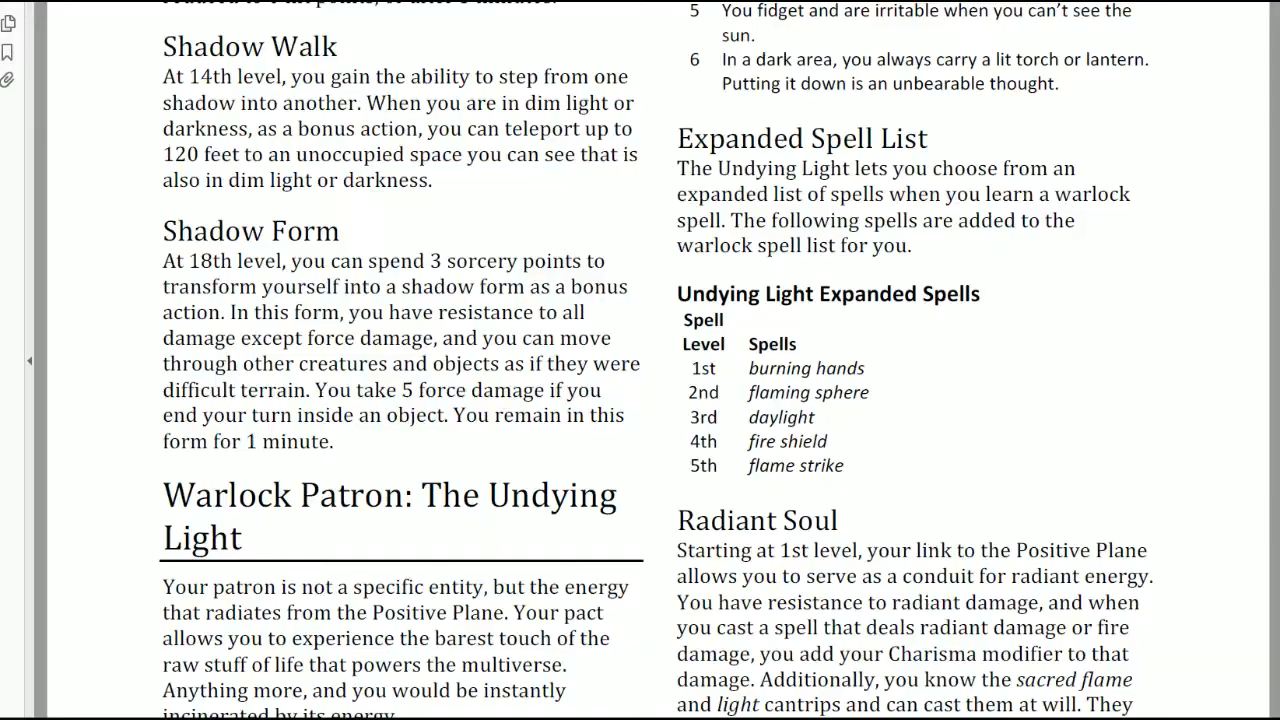 Shadow Walk
At 14th level, you gain the ability to step from one
shadow into another. When you are in dim light or
darkness, as a bonus action, you can teleport up to
120 feet to an unoccupied space you can see that is
also in dim light or darkness.
Shadow Form
At 18th level, you can spend 3 sorcery points to
transform yourself into a shadow form as a bonus
action. In this form, you have resistance to all
damage except force damage, and you can move
through other creatures and objects as if they were
difficult terrain. You take 5 force damage if you
end your turn inside an object. You remain in this
form for 1 minute.
Warlock Patron: The Undying
Light
Your patron is not a specific entity, but the energy
that radiates from the Positive Plane. Your pact
allows you to experience the barest touch of the
raw stuff of life that powers the multiverse.
Anything more, and you would be instantly
incinerated by its energy.
5 You fidget and are irritable when you can’t see the
sun.
6 In a dark area, you always carry a lit torch or lantern.
Putting it down is an unbearable thought.
Expanded Spell List
The Undying Light lets you choose from an
expanded list of spells when you learn a warlock
spell. The following spells are added to the
warlock spell list for you.
Undying Light Expanded Spells
Spell
Level Spells
1st burning hands
2nd flaming sphere
3rd daylight
4th fire shield
5th flame strike
Radiant Soul
Starting at 1st level, your link to the Positive Plane
allows you to serve as a conduit for radiant energy.
You have resistance to radiant damage, and when
you cast a spell that deals radiant damage or fire
damage, you add your Charisma modifier to that
damage. Additionally, you know the sacred flame
and light cantrips and can cast them at will. They